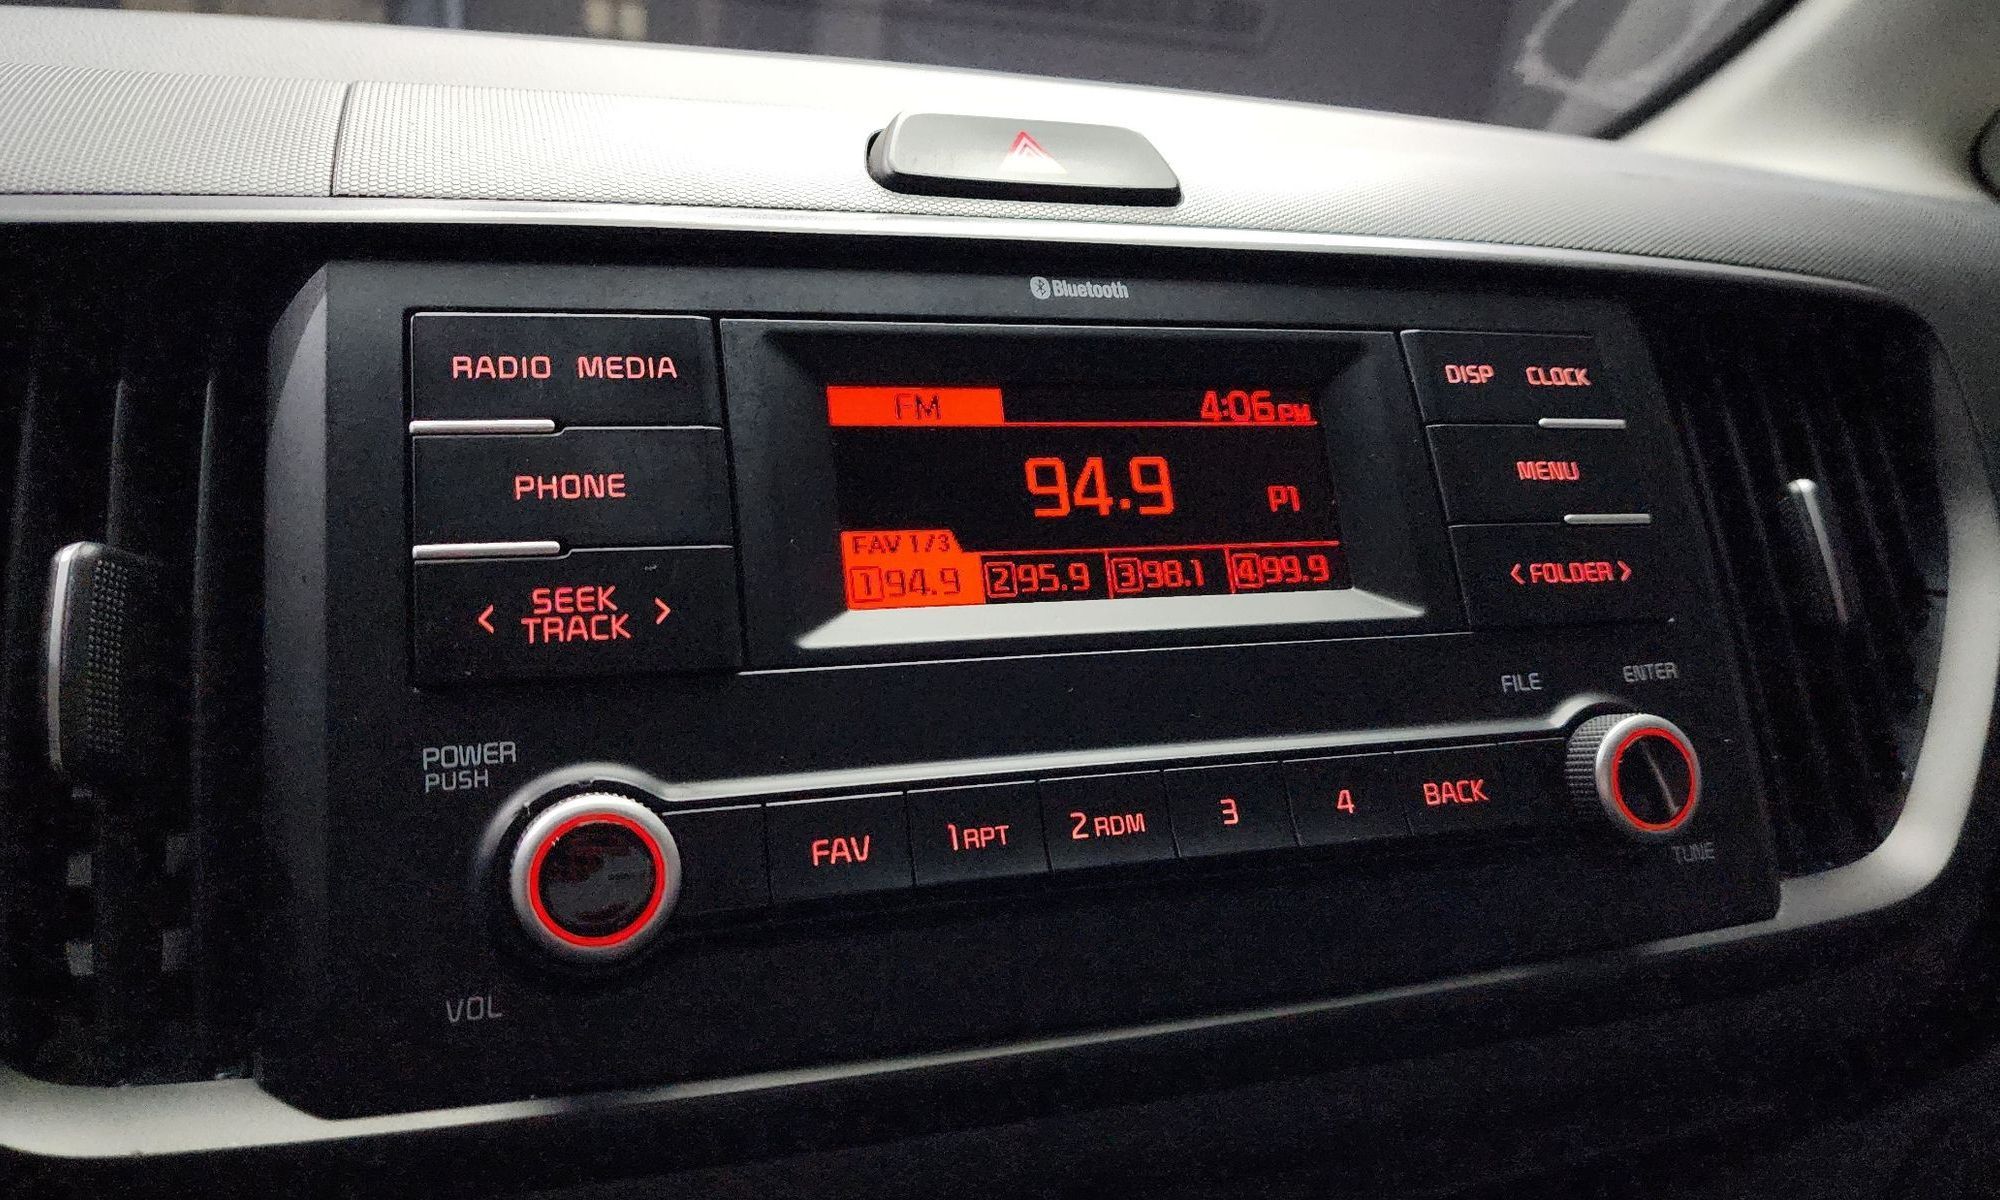 Bluetooth
RADIO MEDIA
PHONE
< SEEK >
TRACK
FM 4:06PM
94.9 P1
FAV 1/3
1 94.9 2 95.9 3 98.1 4 99.9
DISP CLOCK
MENU
< FOLDER >
POWER
PUSH
VOL
FAV 1 RPT 2 RDM 3 4 BACK
FILE ENTER
TUNE